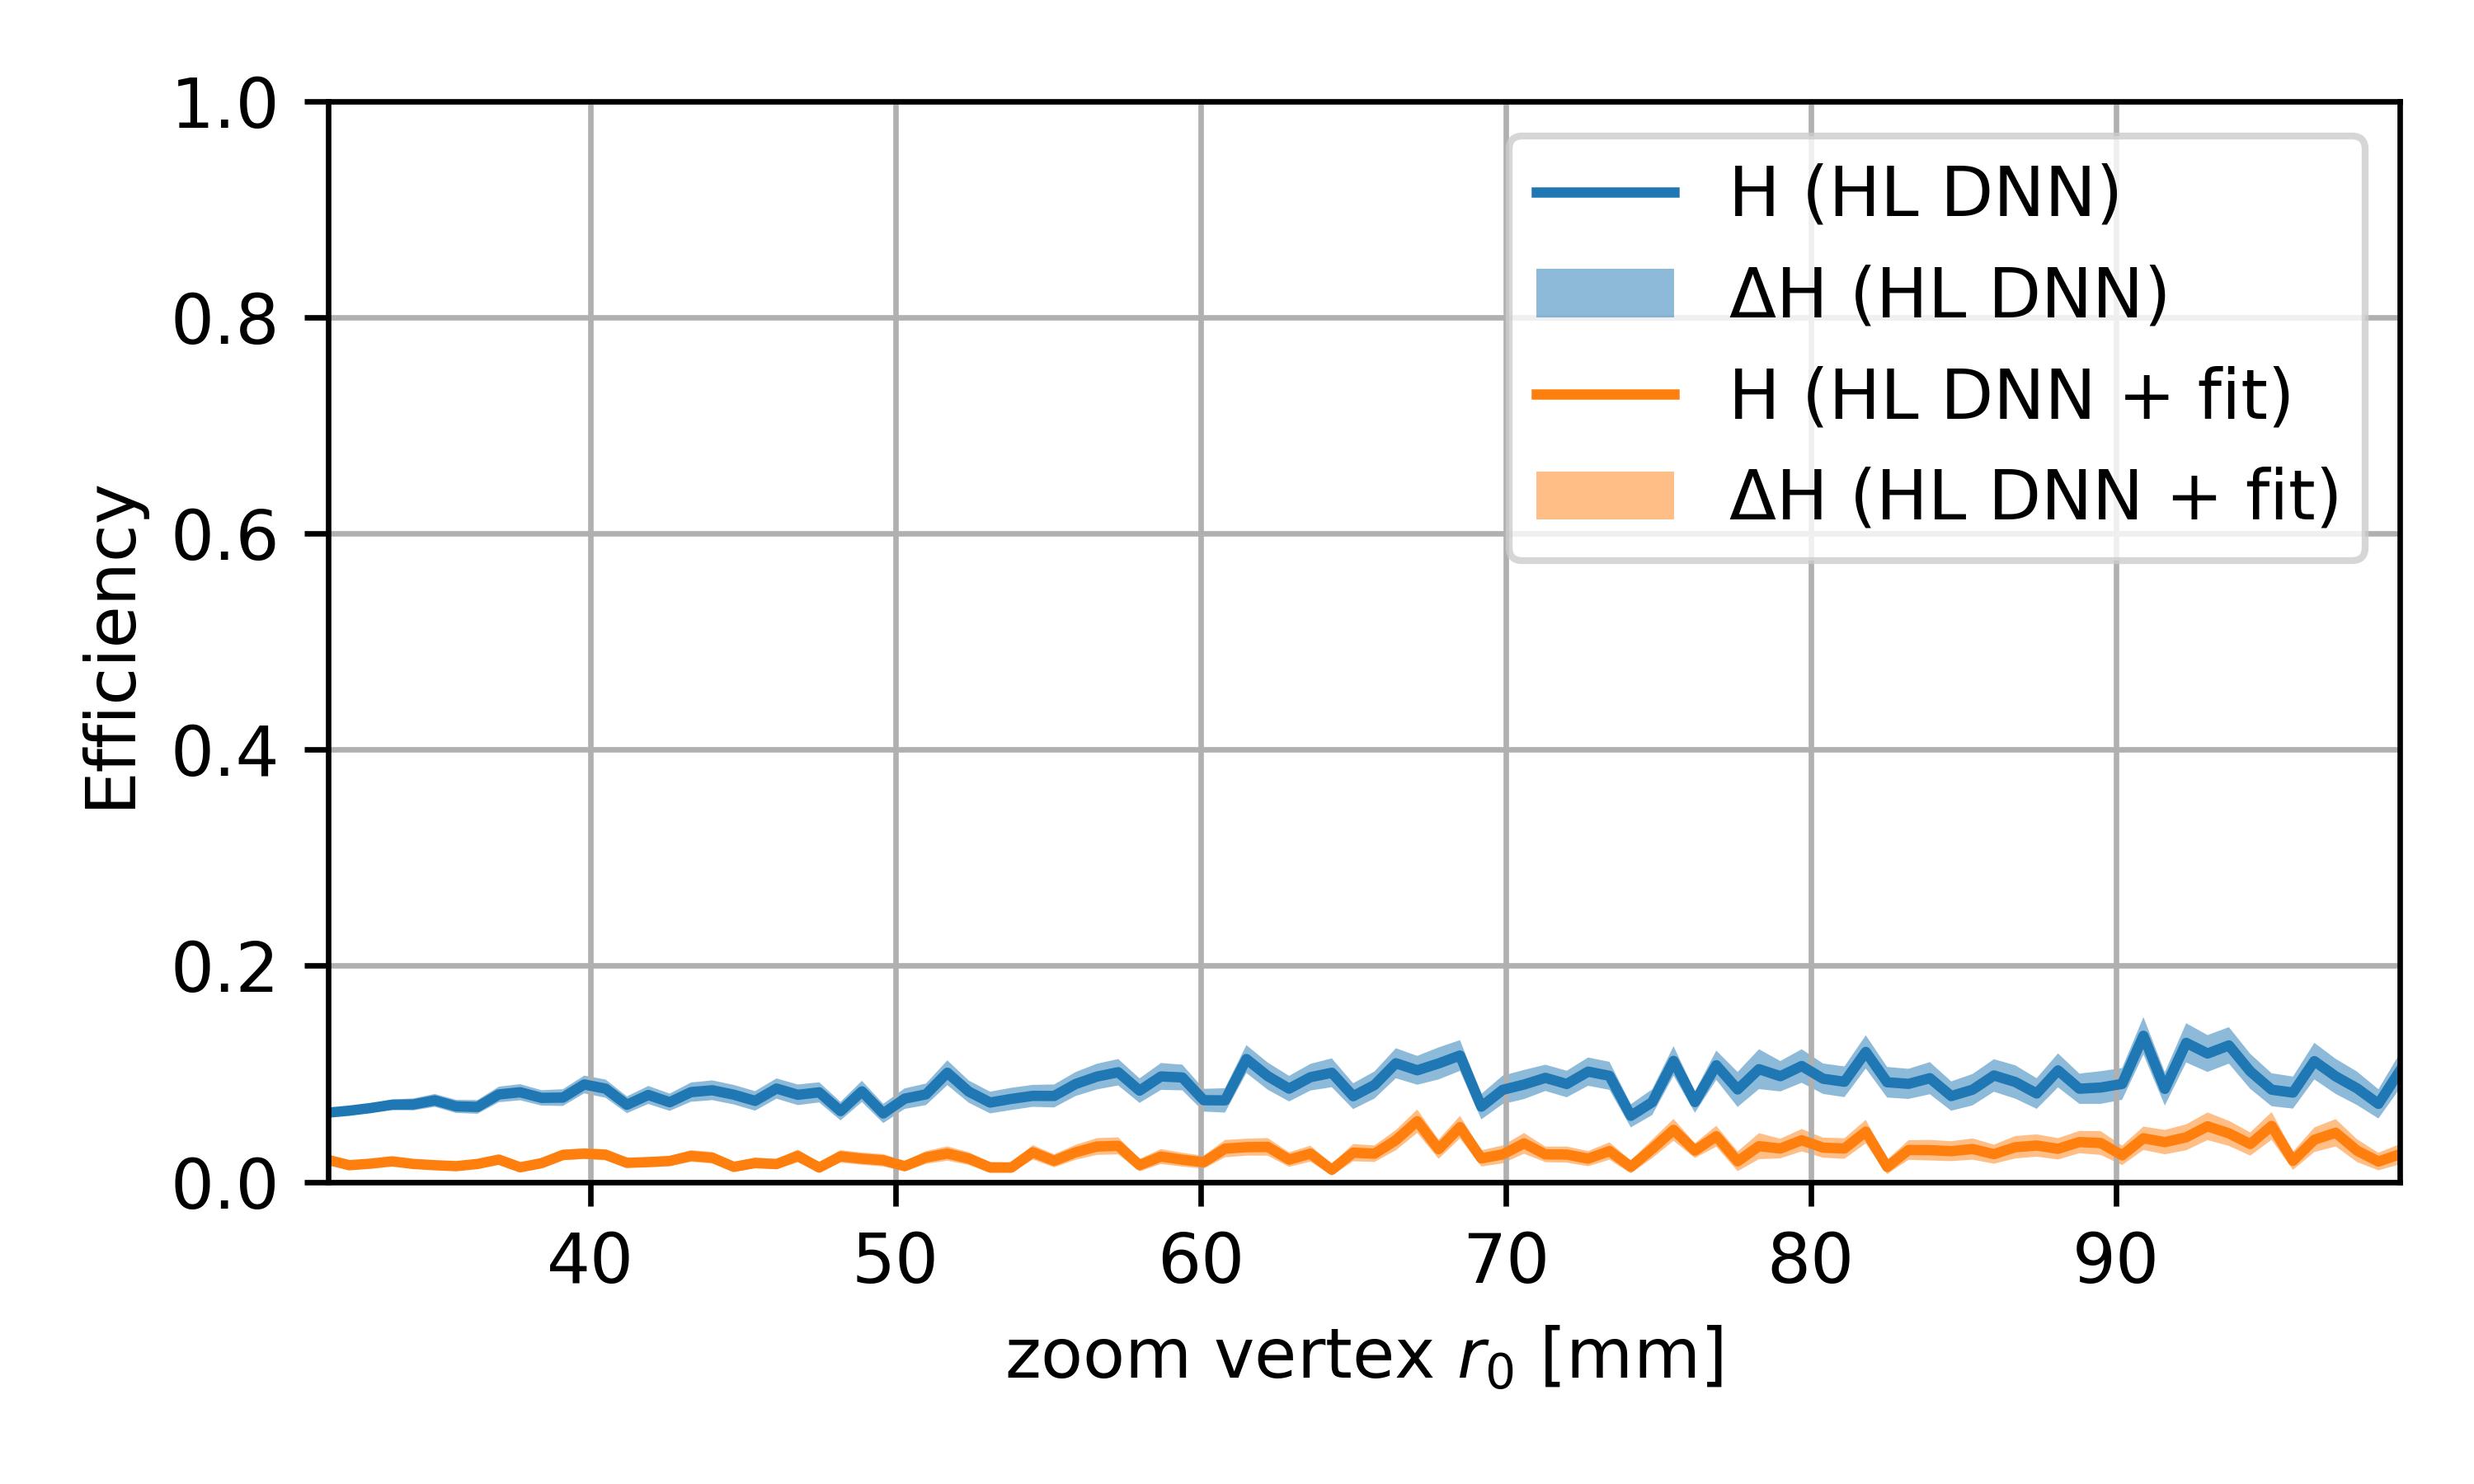 1.0
0.8
0.6
0.4
0.2
0.0
Efficiency
H (HL DNN)
ΔH (HL DNN)
H (HL DNN + fit)
ΔH (HL DNN + fit)
40 50 60 70 80 90
zoom vertex r₀ [mm]